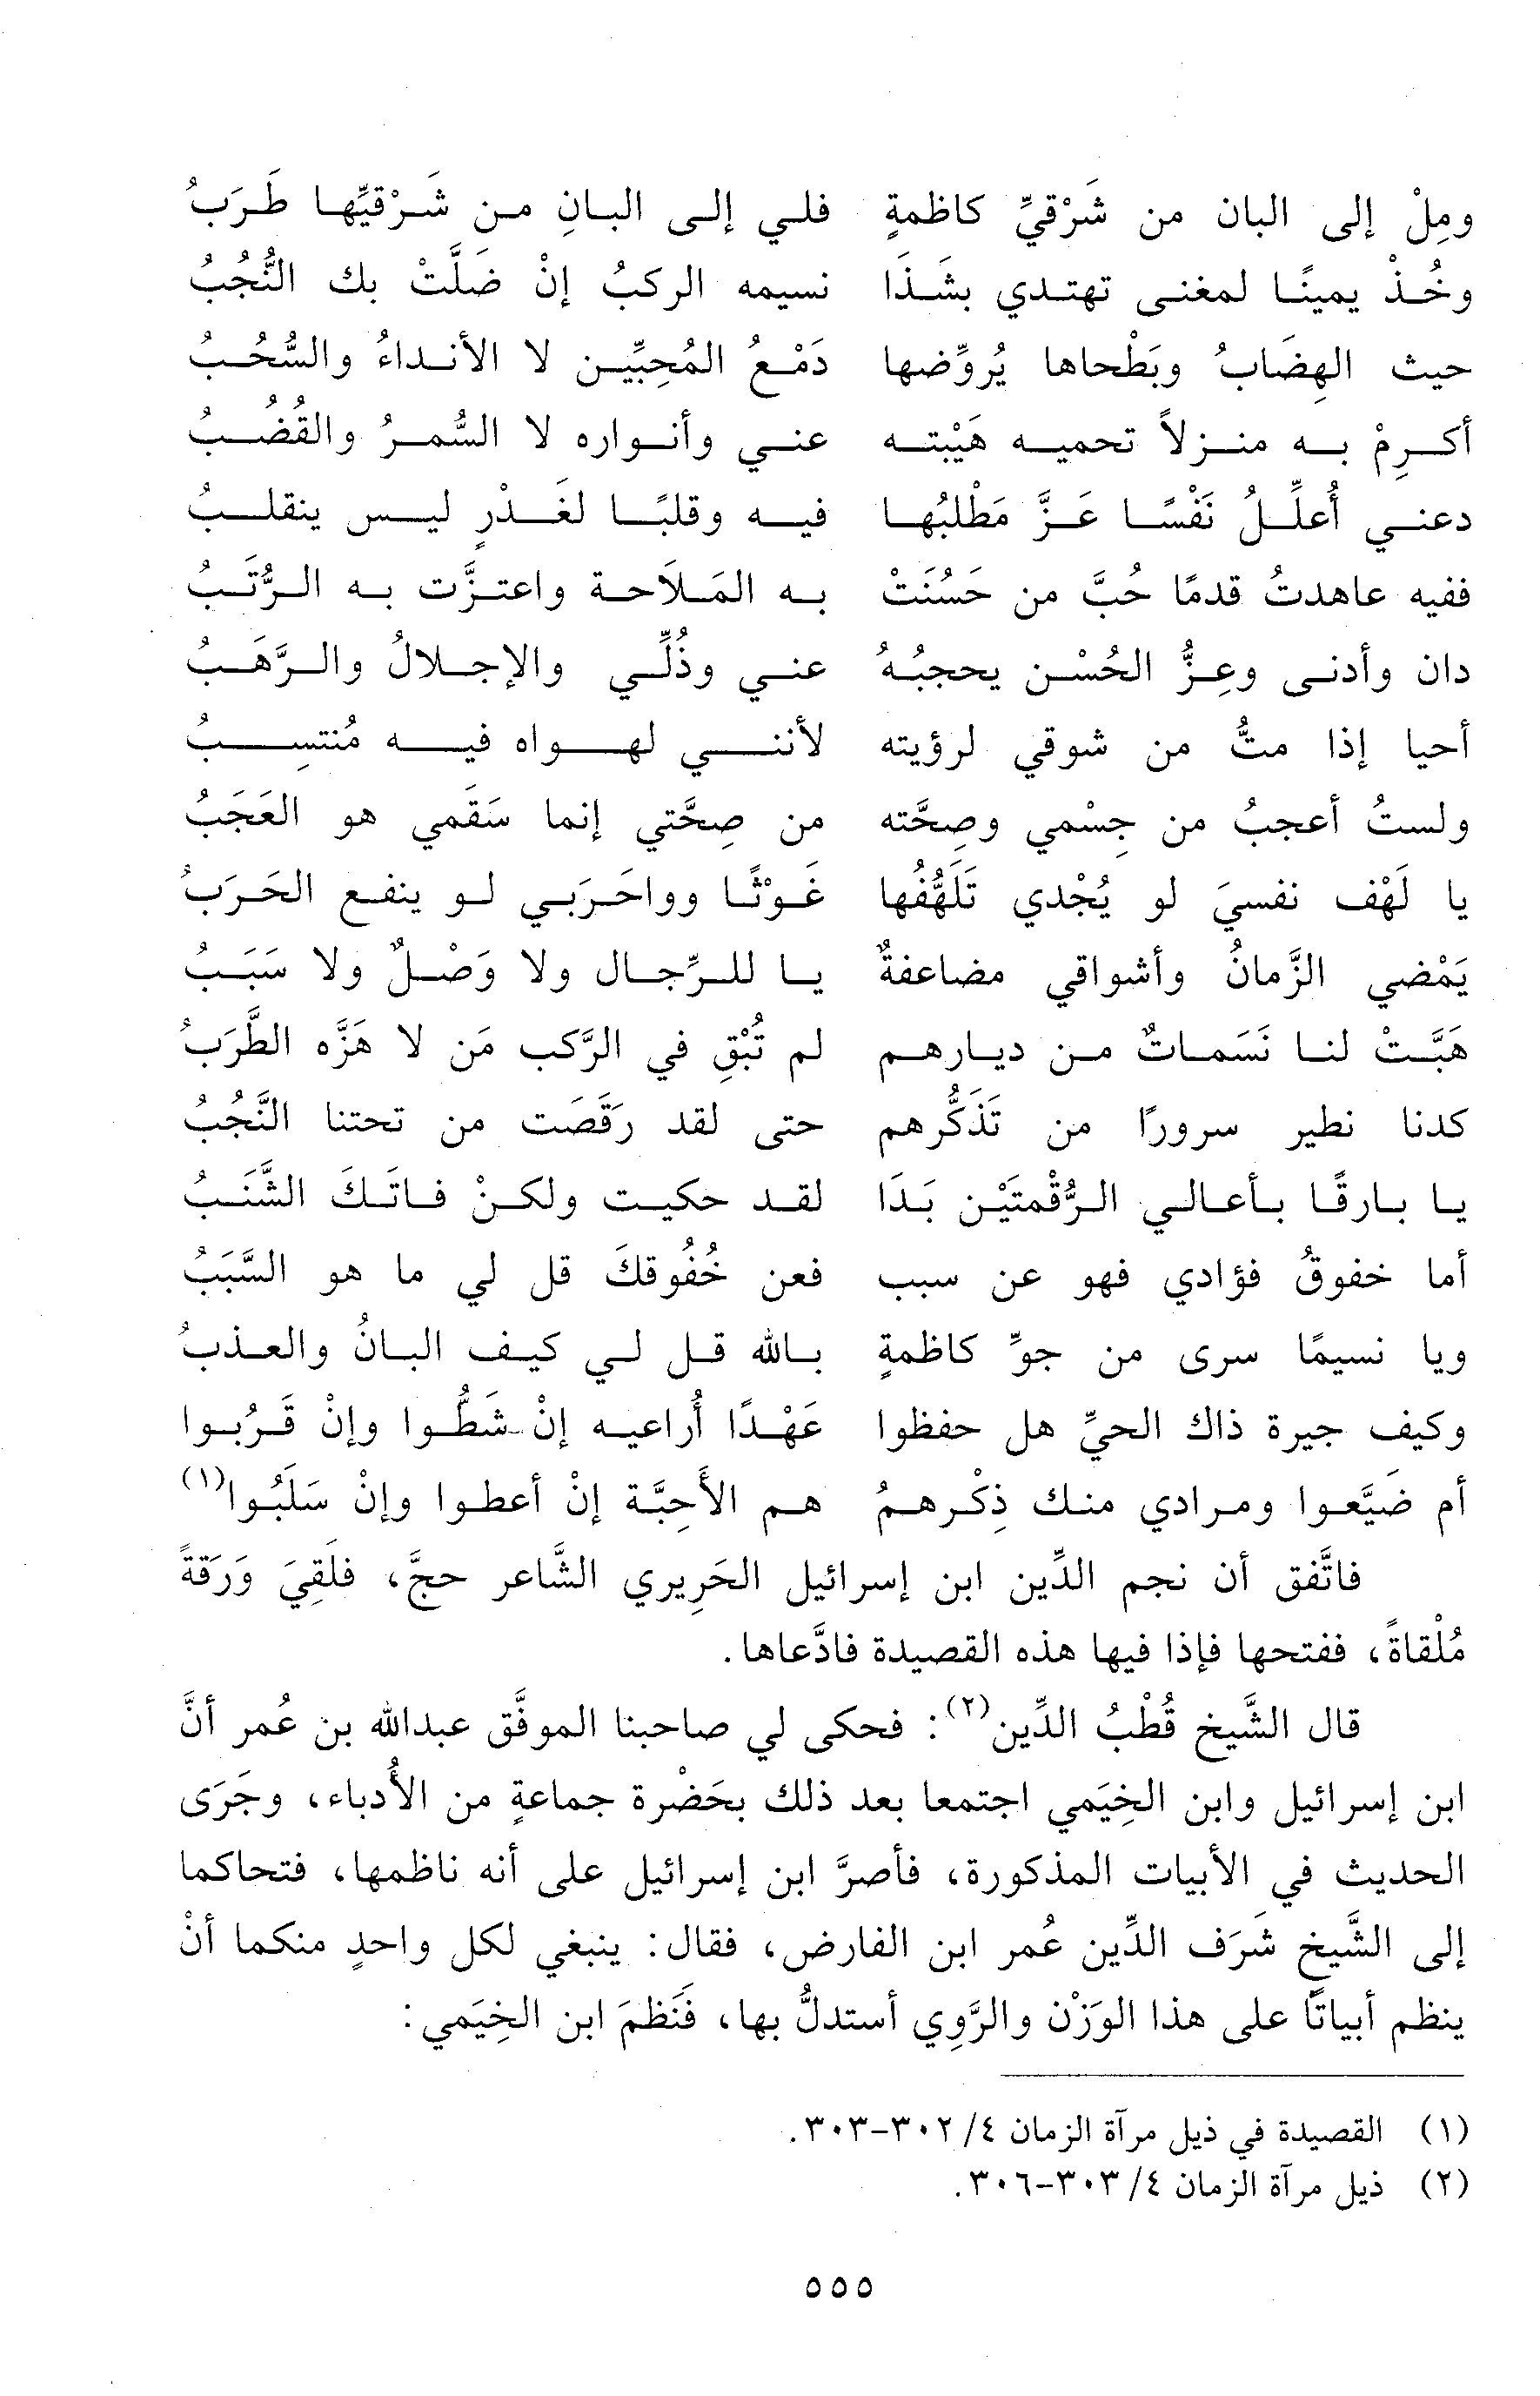 ومِلْ إلى البان من شَرْقيِّ كاظمةٍ فلي إلى البانِ من شَرْقيِّها طَرَبُ
وخُذْ يمينًا لمغنى تهتدي بشَذَا نسيمه الركبُ إنْ ضَلَّتْ بك النُّجُبُ
حيث الهِضَابُ وبَطْحاها يُروِّضها دَمْعُ المُحِبِّين لا الأنداءُ والسُّحُبُ
أكرِمْ به منزلاً تحميه هَيْبته عني وأنواره لا السُّمرُ والقُضُبُ
دعني أُعلِّلُ نَفْسًا عَزَّ مَطْلبُها فيه وقلبًا لغَدْرٍ ليس ينقلبُ
ففيه عاهدتُ قدمًا حُبَّ من حَسُنَتْ به المَلاَحة واعتزَّت به الرُّتَبُ
دان وأدنى وعِزُّ الحُسْن يحجبُهُ عني وذُلِّي والإجلالُ والرَّهَبُ
أحيا إذا متُّ من شوقي لرؤيته لأنني لهواه فيه مُنتسِبُ
ولستُ أعجبُ من جِسْمي وصِحَّته من صِحَّتي إنما سَقَمي هو العَجَبُ
يا لَهْف نفسيَ لو يُجْدي تَلَهُّفُها غَوْثًا وواحَرَبي لو ينفع الحَرَبُ
يَمْضي الزَّمانُ وأشواقي مضاعفةٌ يا للرِّجال ولا وَصْلٌ ولا سَبَبُ
هَبَّتْ لنا نَسَماتٌ من ديارهم لم تُبْقِ في الرَّكب مَن لا هَزَّه الطَّرَبُ
كدنا نطير سرورًا من تَذَكُّرهم حتى لقد رَقَصَت من تحتنا النَّجُبُ
يا بارقًا بأعالي الرُّقْمتَيْن بَدَا لقد حكيت ولكنْ فاتَكَ الشَّنَبُ
أما خفوقُ فؤادي فهو عن سبب فعن خُفُوقكَ قل لي ما هو السَّبَبُ
ويا نسيمًا سرى من جوِّ كاظمةٍ بالله قل لي كيف البانُ والعذبُ
وكيف جيرة ذاك الحيِّ هل حفظوا عَهْدًا أُراعيه إنْ شَطُّوا وإنْ قَرُبوا
أم ضَيَّعوا ومرادي منك ذِكْرهمُ هم الأَحِبَّة إنْ أعطوا وإنْ سَلَبُوا(١)
فاتَّفق أن نجم الدِّين ابن إسرائيل الحَرِيري الشَّاعر حجَّ، فلَقِيَ وَرَقةً
مُلْقاةً، ففتحها فإذا فيها هذه القصيدة فادَّعاها.
قال الشَّيخ قُطْبُ الدِّين(٢): فحكى لي صاحبنا الموفَّق عبدالله بن عُمر أنَّ
ابن إسرائيل وابن الخِيَمي اجتمعا بعد ذلك بحَضْرة جماعةٍ من الأُدباء، وجَرَى
الحديث في الأبيات المذكورة، فأصرَّ ابن إسرائيل على أنه ناظمها، فتحاكما
إلى الشَّيخ شَرَف الدِّين عُمر ابن الفارض، فقال: ينبغي لكل واحدٍ منكما أنْ
ينظم أبياتًا على هذا الوَزْن والرَّوِي أستدلُّ بها، فَنَظمَ ابن الخِيَمي:
(١) القصيدة في ذيل مرآة الزمان ٤/ ٣٠٢-٣٠٣.
(٢) ذيل مرآة الزمان ٤/ ٣٠٣-٣٠٦.
٥٥٥